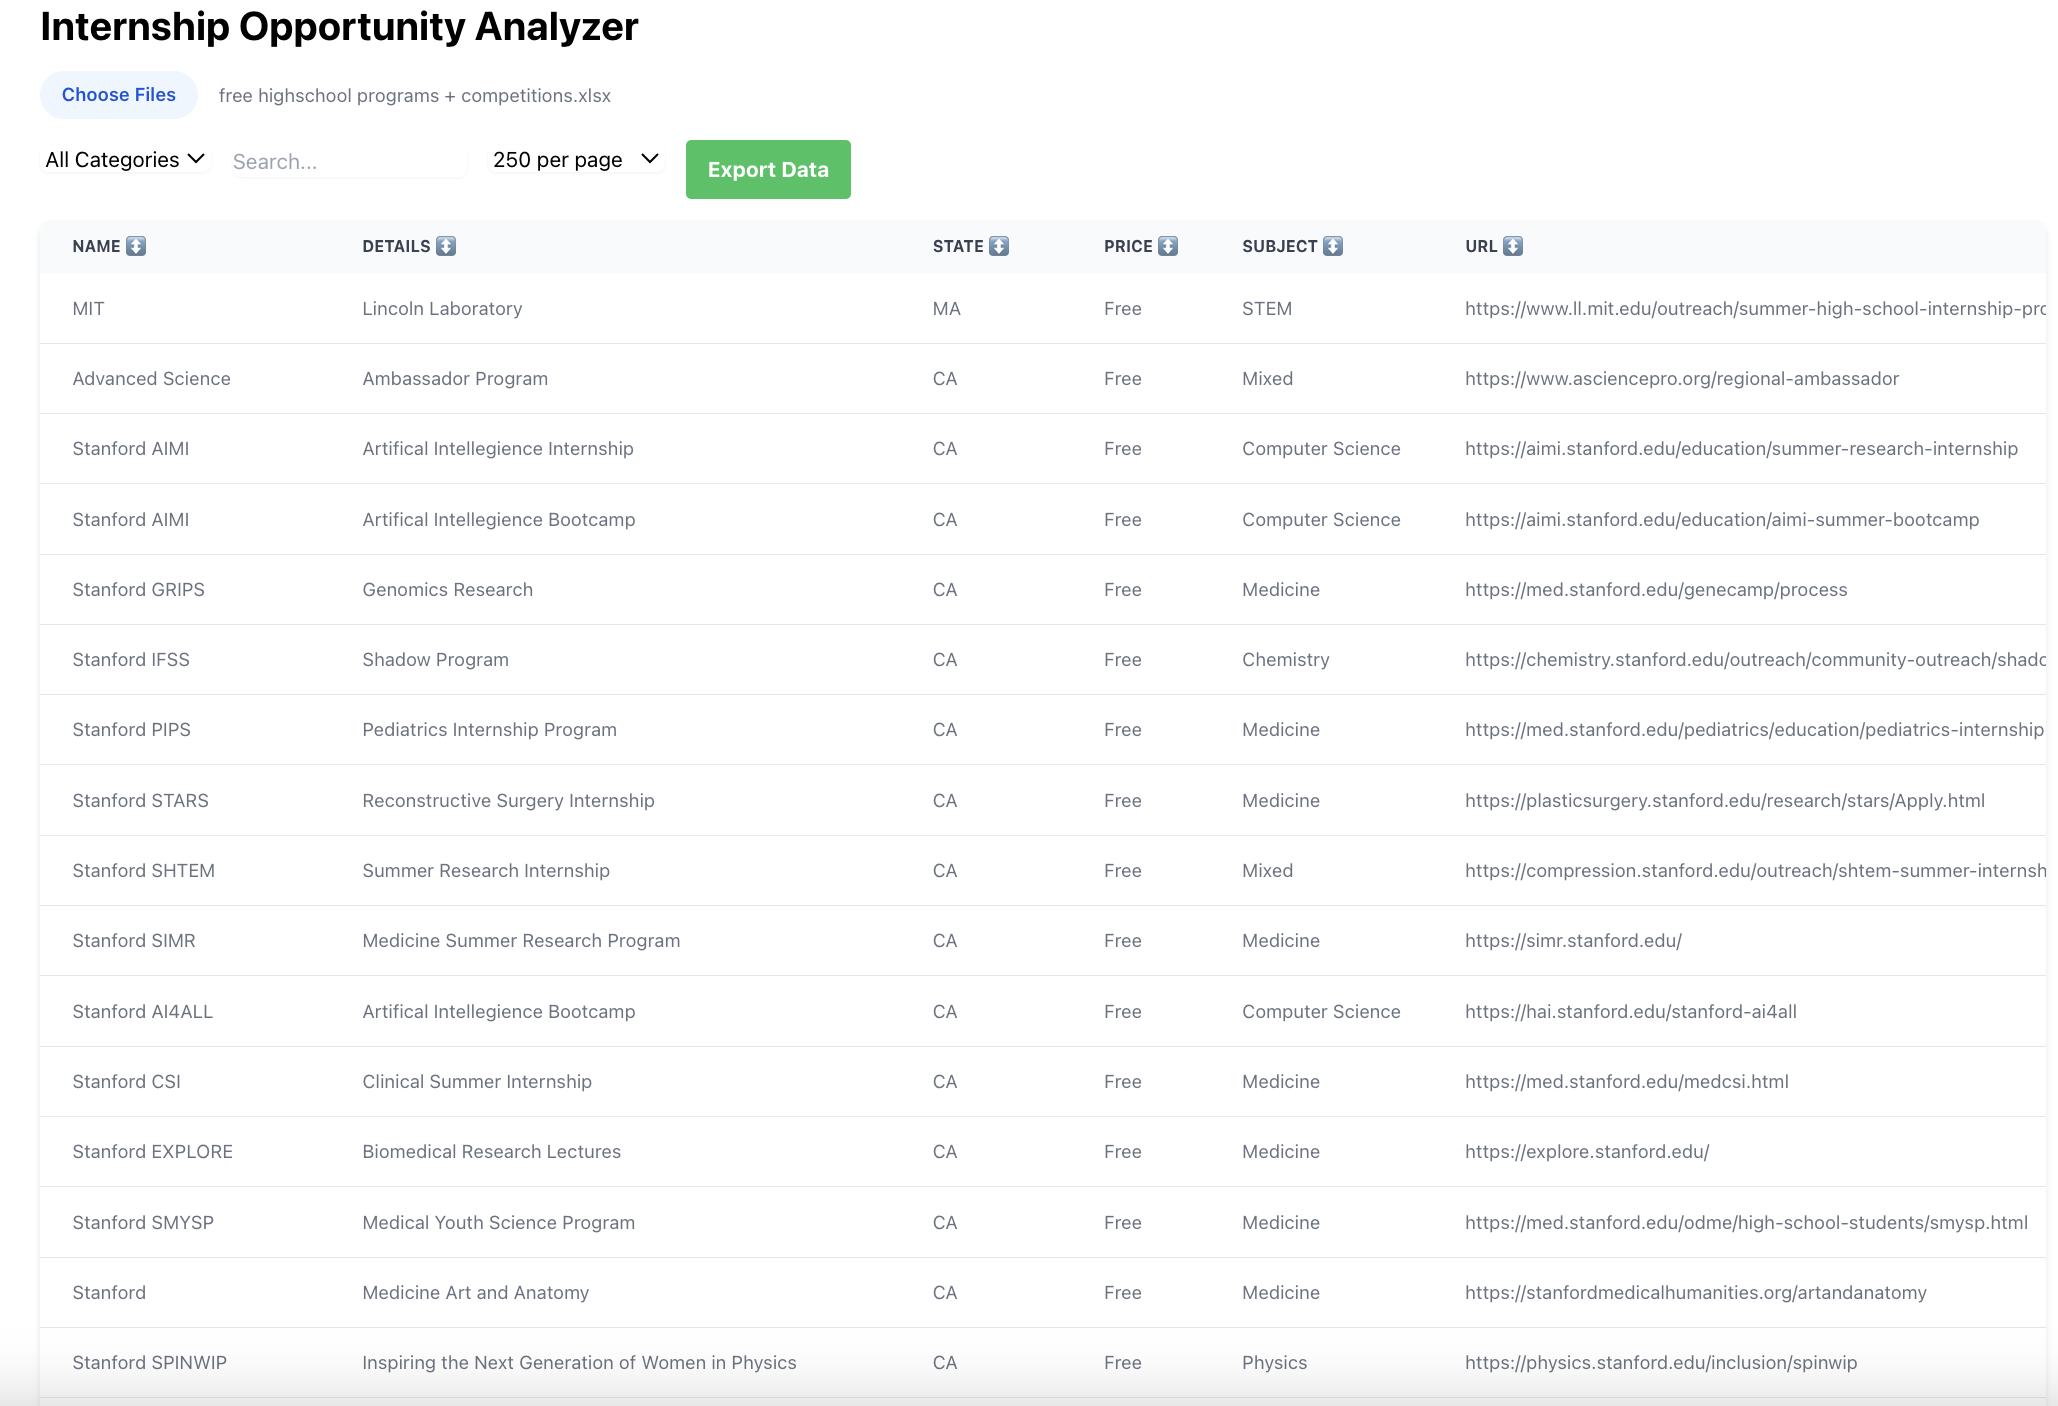 Internship Opportunity Analyzer
Choose Files free highschool programs + competitions.xlsx
All Categories Search... 250 per page Export Data
NAME DETAILS STATE PRICE SUBJECT URL
MIT Lincoln Laboratory MA Free STEM https://www.ll.mit.edu/outreach/summer-high-school-internship-pro
Advanced Science Ambassador Program CA Free Mixed https://www.asciencepro.org/regional-ambassador
Stanford AIMI Artifical Intellegience Internship CA Free Computer Science https://aimi.stanford.edu/education/summer-research-internship
Stanford AIMI Artifical Intellegience Bootcamp CA Free Computer Science https://aimi.stanford.edu/education/aimi-summer-bootcamp
Stanford GRIPS Genomics Research CA Free Medicine https://med.stanford.edu/genecamp/process
Stanford IFSS Shadow Program CA Free Chemistry https://chemistry.stanford.edu/outreach/community-outreach/shado
Stanford PIPS Pediatrics Internship Program CA Free Medicine https://med.stanford.edu/pediatrics/education/pediatrics-internship
Stanford STARS Reconstructive Surgery Internship CA Free Medicine https://plasticsurgery.stanford.edu/research/stars/Apply.html
Stanford SHTEM Summer Research Internship CA Free Mixed https://compression.stanford.edu/outreach/shtem-summer-internsh
Stanford SIMR Medicine Summer Research Program CA Free Medicine https://simr.stanford.edu/
Stanford AI4ALL Artifical Intellegience Bootcamp CA Free Computer Science https://hai.stanford.edu/stanford-ai4all
Stanford CSI Clinical Summer Internship CA Free Medicine https://med.stanford.edu/medcsi.html
Stanford EXPLORE Biomedical Research Lectures CA Free Medicine https://explore.stanford.edu/
Stanford SMYSP Medical Youth Science Program CA Free Medicine https://med.stanford.edu/odme/high-school-students/smysp.html
Stanford Medicine Art and Anatomy CA Free Medicine https://stanfordmedicalhumanities.org/artandanatomy
Stanford SPINWIP Inspiring the Next Generation of Women in Physics CA Free Physics https://physics.stanford.edu/inclusion/spinwip